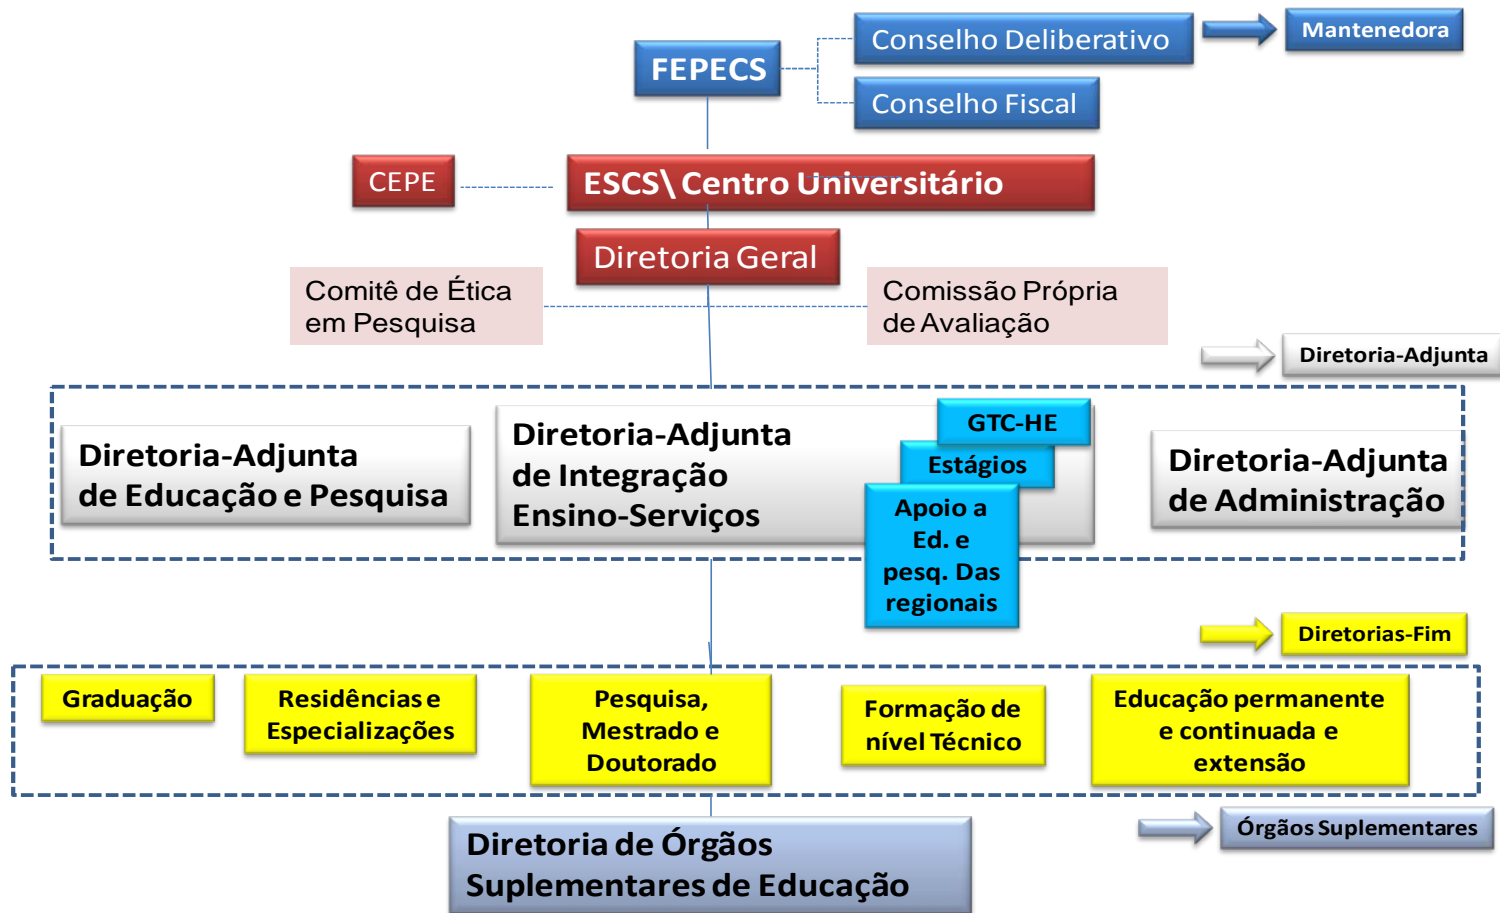 FEPECS
Conselho Deliberativo
Mantenedora
Conselho Fiscal
CEPE
ESCS\ Centro Universitário
Diretoria Geral
Comitê de Ética
em Pesquisa
Comissão Própria
de Avaliação
Diretoria-Adjunta
Diretoria-Adjunta
de Educação e Pesquisa
Diretoria-Adjunta
de Integração
Ensino-Serviços
GTC-HE
Estágios
Apoio a
Ed. e
pesq. Das
regionais
Diretoria-Adjunta
de Administração
Diretorias-Fim
Graduação
Residências e
Especializações
Pesquisa,
Mestrado e
Doutorado
Formação de
nível Técnico
Educação permanente
e continuada e
extensão
Órgãos Suplementares
Diretoria de Órgãos
Suplementares de Educação